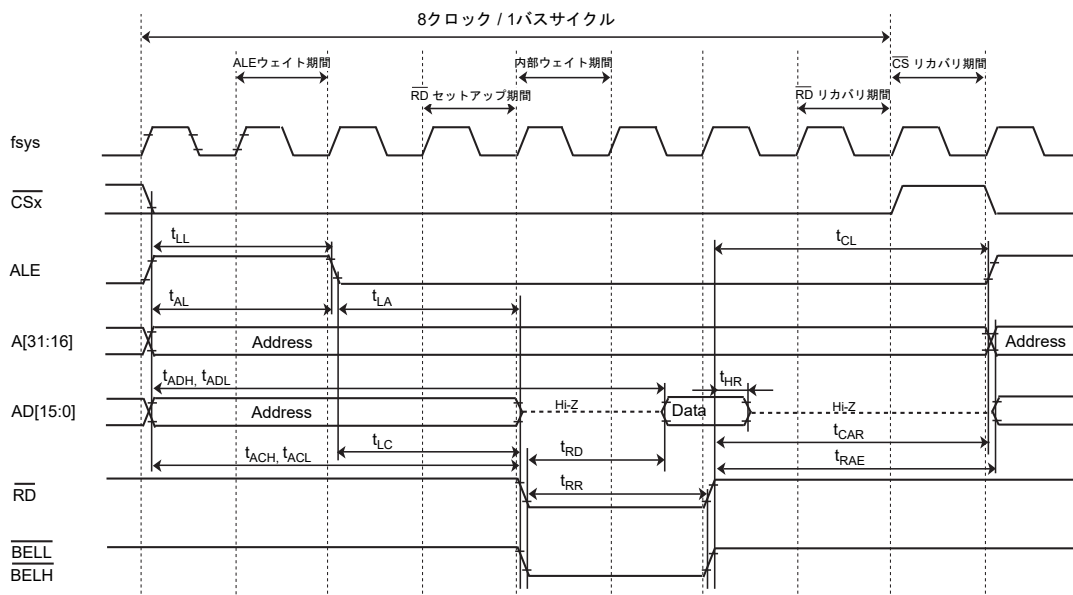 8クロック / 1バスサイクル
ALEウェイト期間
内部ウェイト期間
CS リカバリ期間
RD セットアップ期間
RD リカバリ期間
fsys
CSx
tLL
tCL
ALE
tAL
tLA
A[31:16]
Address
Address
tADH, tADL
tHR
AD[15:0]
Address
Hi-Z
Data
Hi-Z
tLC
tCAR
tACH, tACL
tRD
tRAE
RD
tRR
BELL
BELH